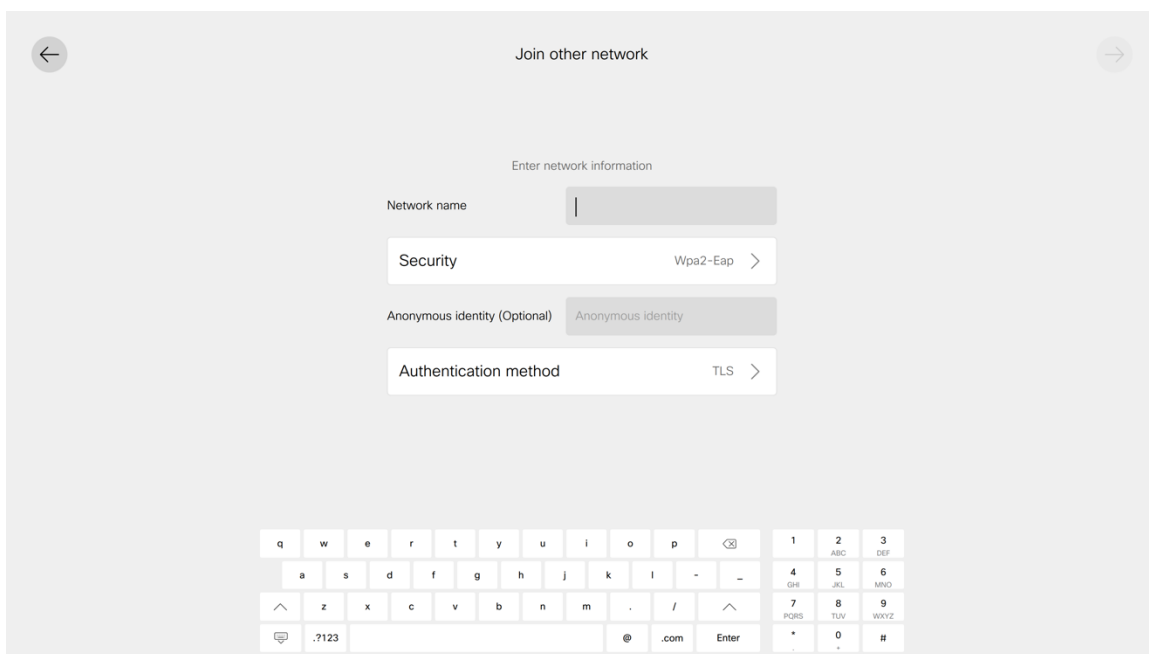 Join other network
Enter network information
Network name
Security Wpa2-Eap
Anonymous identity (Optional) Anonymous identity
Authentication method TLS
q w e r t y u i o p 1 2 3
ABC DEF
a s d f g h j k l - _ 4 5 6
GHI JKL MNO
z x c v b n m . / 7 8 9
PQRS TUV WXYZ
.?123 @ .com Enter * 0 #
. +